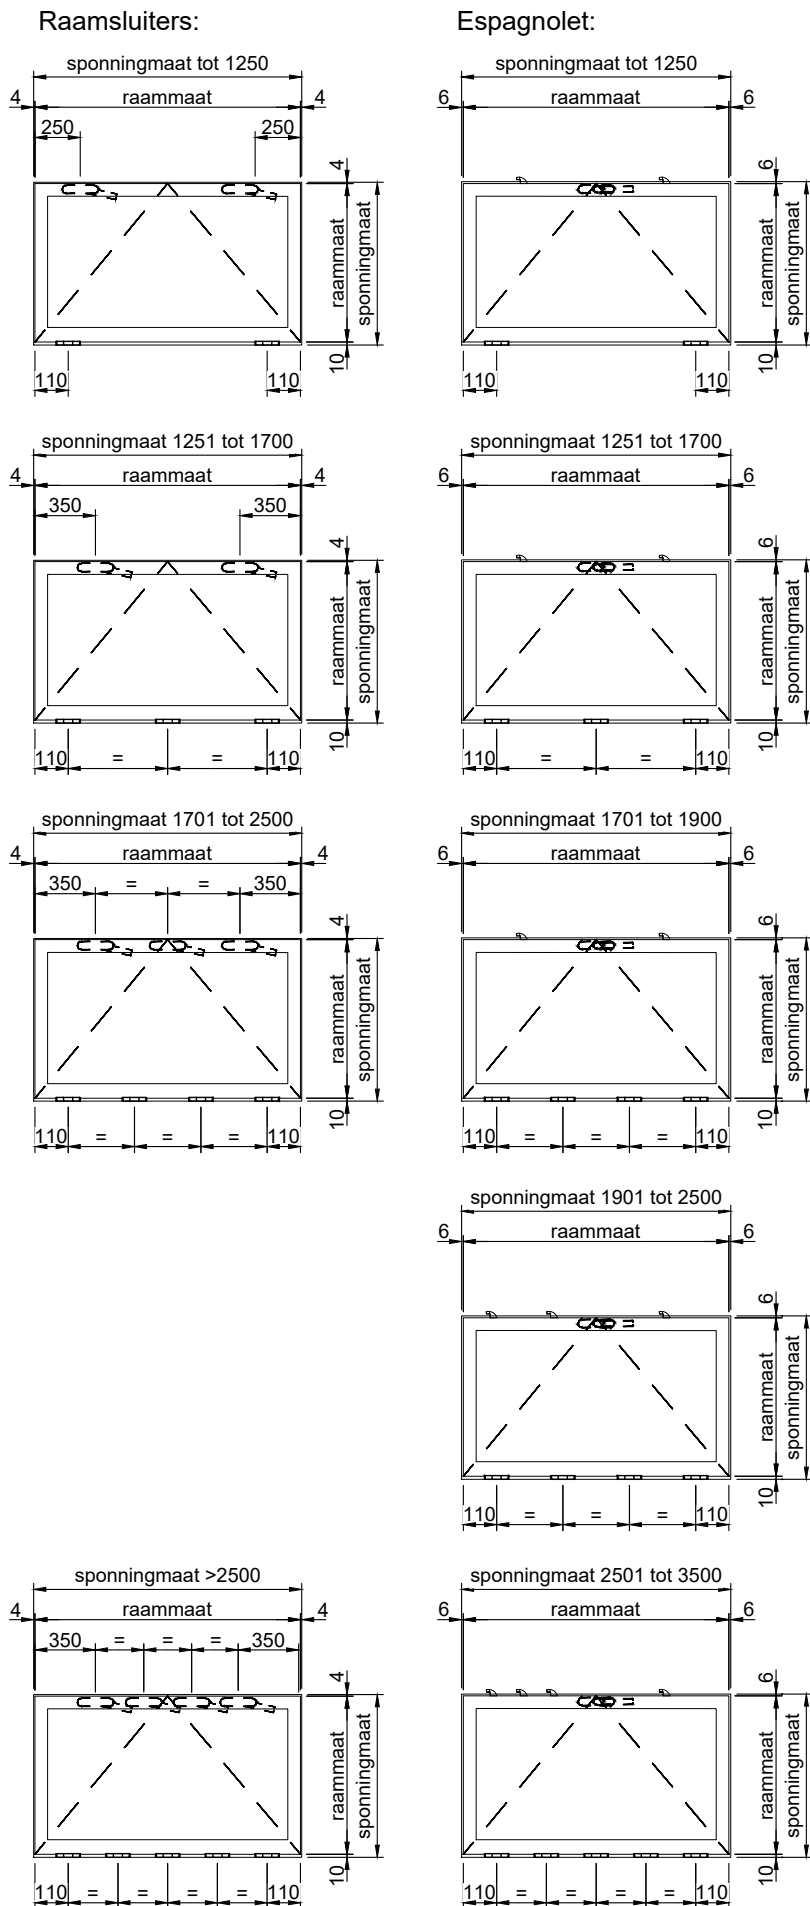 Raamsluiters:
Espagnolet:
sponningmaat tot 1250
4 raammaat 4
250 250
4
raammaat
sponningmaat
10
110 110
sponningmaat tot 1250
6 raammaat 6
6
raammaat
sponningmaat
10
110 110
sponningmaat 1251 tot 1700
4 raammaat 4
350 350
4
raammaat
sponningmaat
10
110 = = 110
sponningmaat 1251 tot 1700
6 raammaat 6
6
raammaat
sponningmaat
10
110 = = 110
sponningmaat 1701 tot 2500
4 raammaat 4
350 = = 350
4
raammaat
sponningmaat
10
110 = = = 110
sponningmaat 1701 tot 1900
6 raammaat 6
6
raammaat
sponningmaat
10
110 = = = 110
sponningmaat 1901 tot 2500
6 raammaat 6
6
raammaat
sponningmaat
10
110 = = = 110
sponningmaat >2500
4 raammaat 4
350 = = = 350
4
raammaat
sponningmaat
10
110 = = = = 110
sponningmaat 2501 tot 3500
6 raammaat 6
6
raammaat
sponningmaat
10
110 = = = = 110